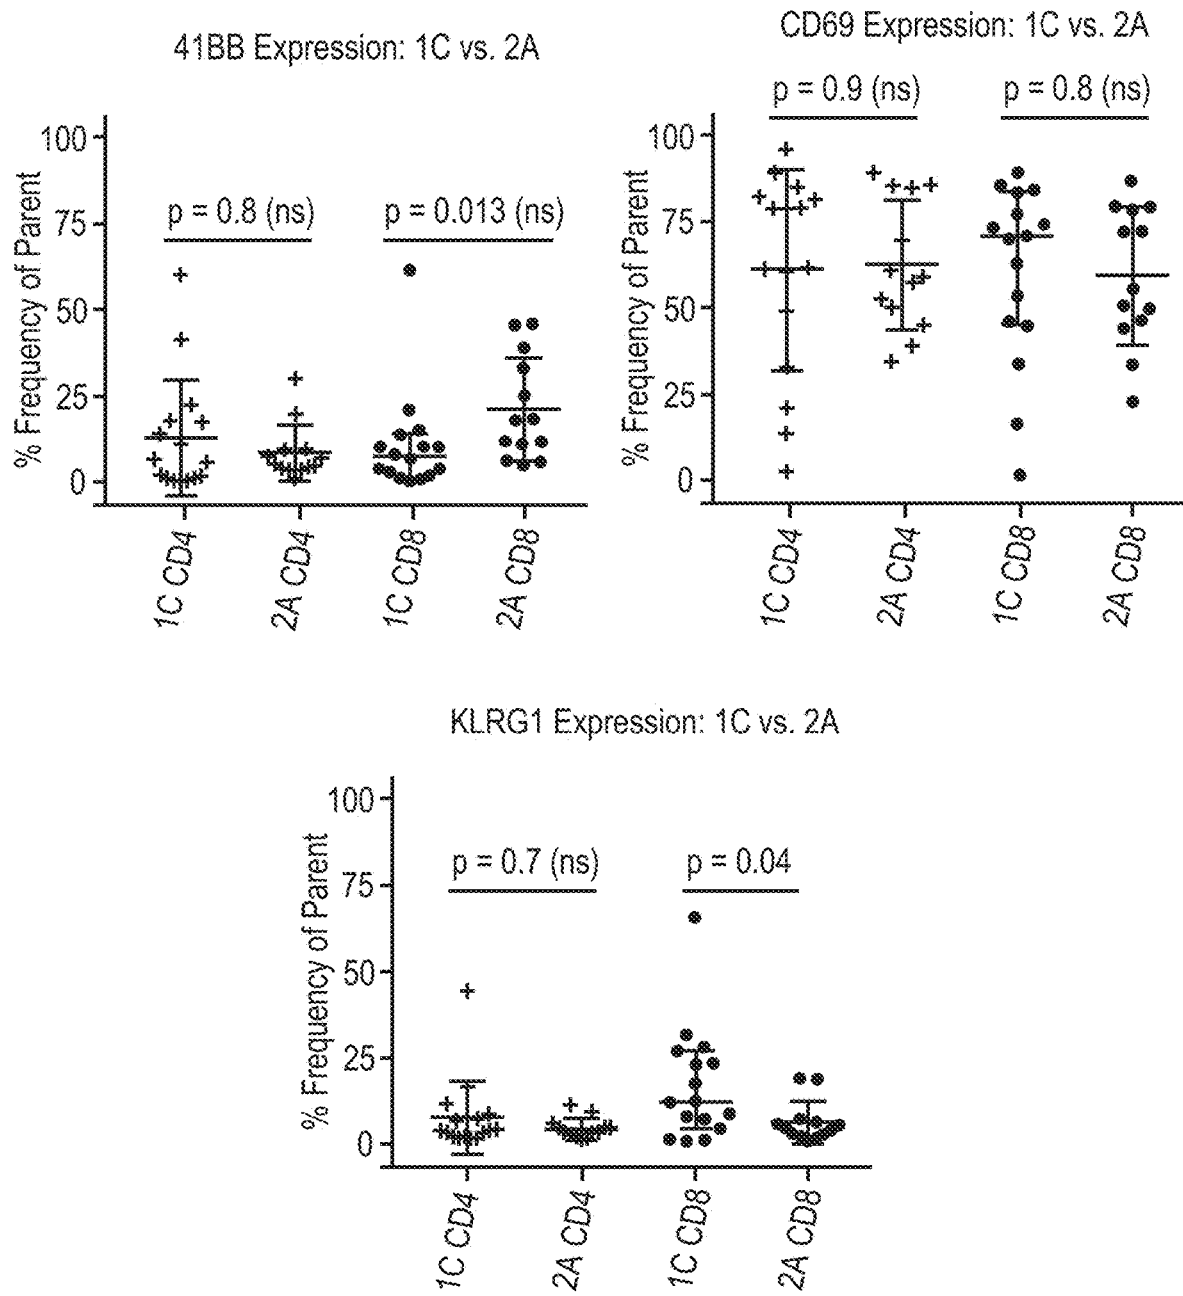 41BB Expression: 1C vs. 2A
% Frequency of Parent
100
75
50
25
0
p = 0.8 (ns)
p = 0.013 (ns)
1C CD4
2A CD4
1C CD8
2A CD8
CD69 Expression: 1C vs. 2A
% Frequency of Parent
100
75
50
25
0
p = 0.9 (ns)
p = 0.8 (ns)
1C CD4
2A CD4
1C CD8
2A CD8
KLRG1 Expression: 1C vs. 2A
% Frequency of Parent
100
75
50
25
0
p = 0.7 (ns)
p = 0.04
1C CD4
2A CD4
1C CD8
2A CD8